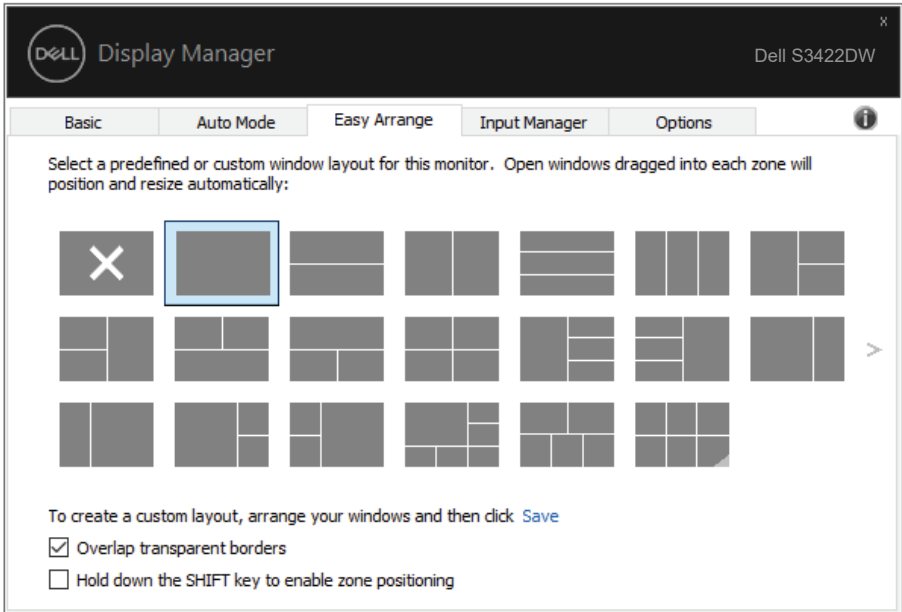 DELL Display Manager
x
Dell S3422DW
Basic Auto Mode Easy Arrange Input Manager Options
Select a predefined or custom window layout for this monitor. Open windows dragged into each zone will
position and resize automatically:
>
To create a custom layout, arrange your windows and then click Save
Overlap transparent borders
Hold down the SHIFT key to enable zone positioning